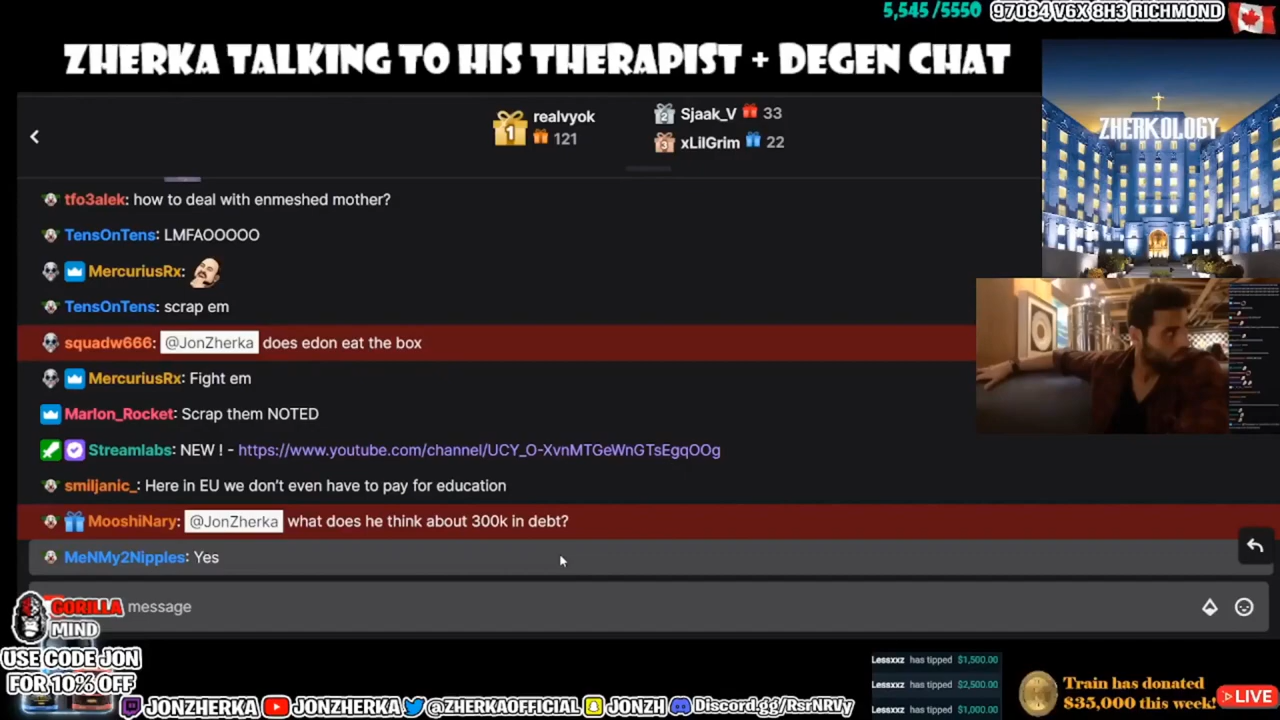 5,545 /5550
97084 V6X 8H3 RICHMOND
ZHERKA TALKING TO HIS THERAPIST + DEGEN CHAT
1 realvyok
121
2 Sjaak_V 33
3 xLilGrim 22
ZHERKOLO6Y
tfo3alek: how to deal with enmeshed mother?
TensOnTens: LMFAOOOOO
MercuriusRx:
TensOnTens: scrap em
squadw666: @JonZherka does edon eat the box
MercuriusRx: Fight em
Marlon_Rocket: Scrap them NOTED
Streamlabs: NEW ! - https://www.youtube.com/channel/UCY_O-XvnMTGeWnGTsEgqOOg
smiljanic_: Here in EU we don't even have to pay for education
MooshiNary: @JonZherka what does he think about 300k in debt?
MeNMy2Nipples: Yes
message
GORILLA
MIND
USE CODE JON
FOR 10% OFF
Lessxxz has tipped $1,500.00
Lessxxz has tipped $2,500.00
Lessxxz has tipped $1,000.00
Train has donated
$35,000 this week!
LIVE
JONZHERKA JONZHERKA @ZHERKAOFFICIAL JONZH Discord.gg/RsrNRVy